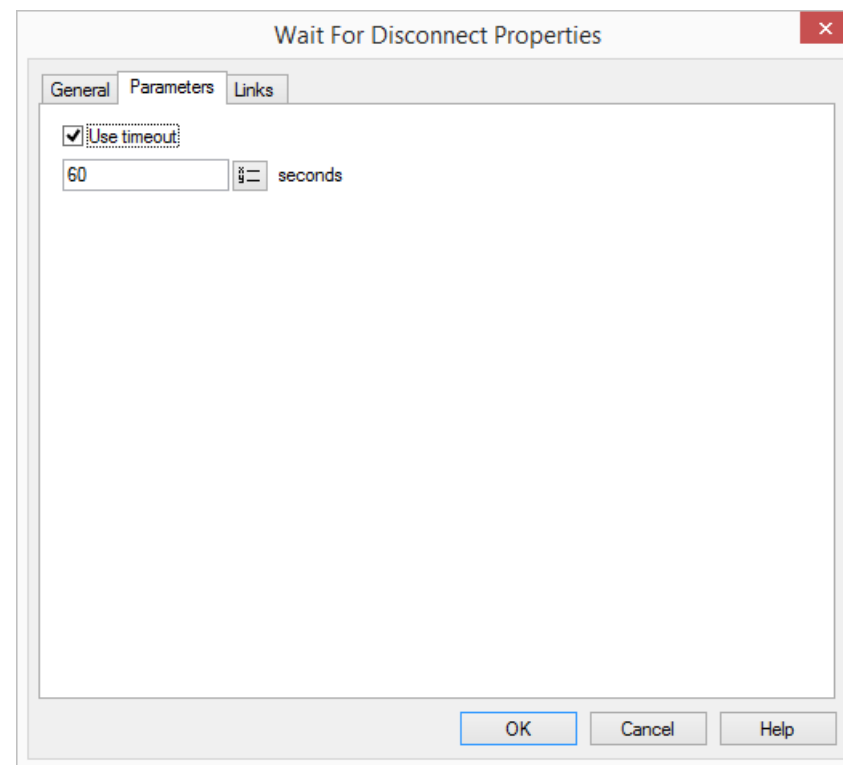 Wait For Disconnect Properties
General Parameters Links
Use timeout
60 seconds
OK Cancel Help